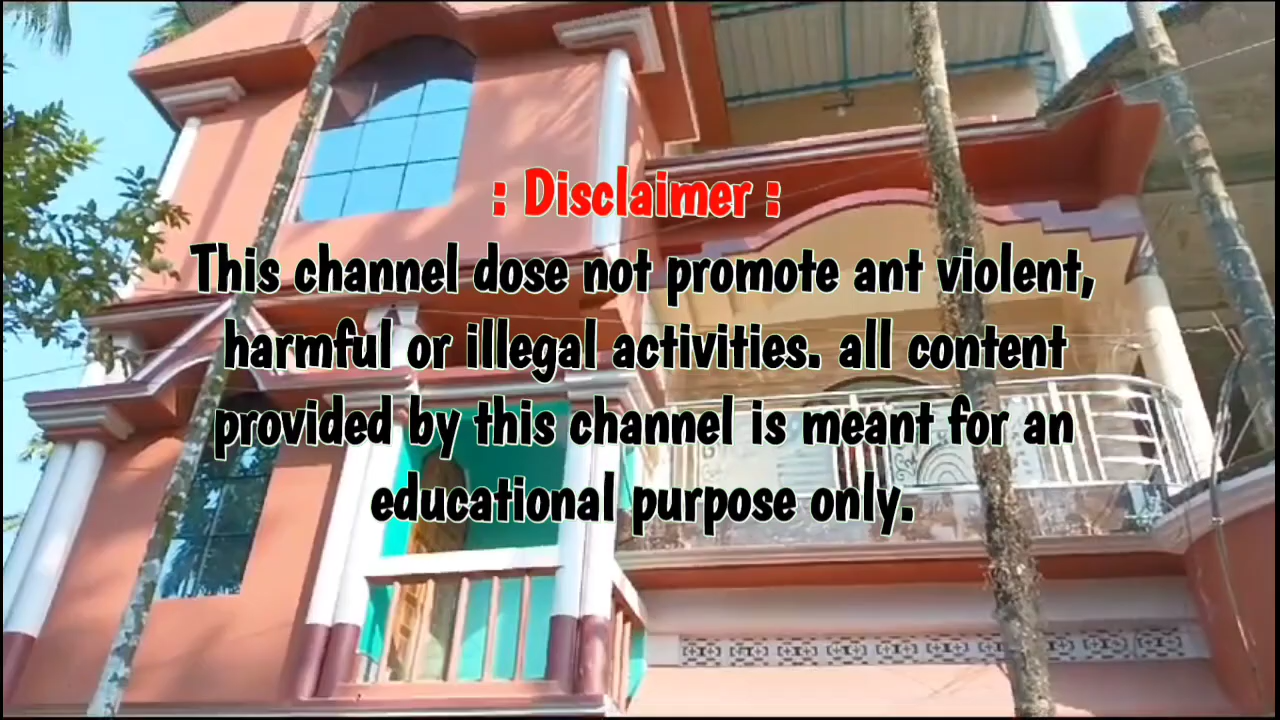 : Disclaimer :
This channel dose not promote ant violent,
harmful or illegal activities. all content
provided by this channel is meant for an
educational purpose only.